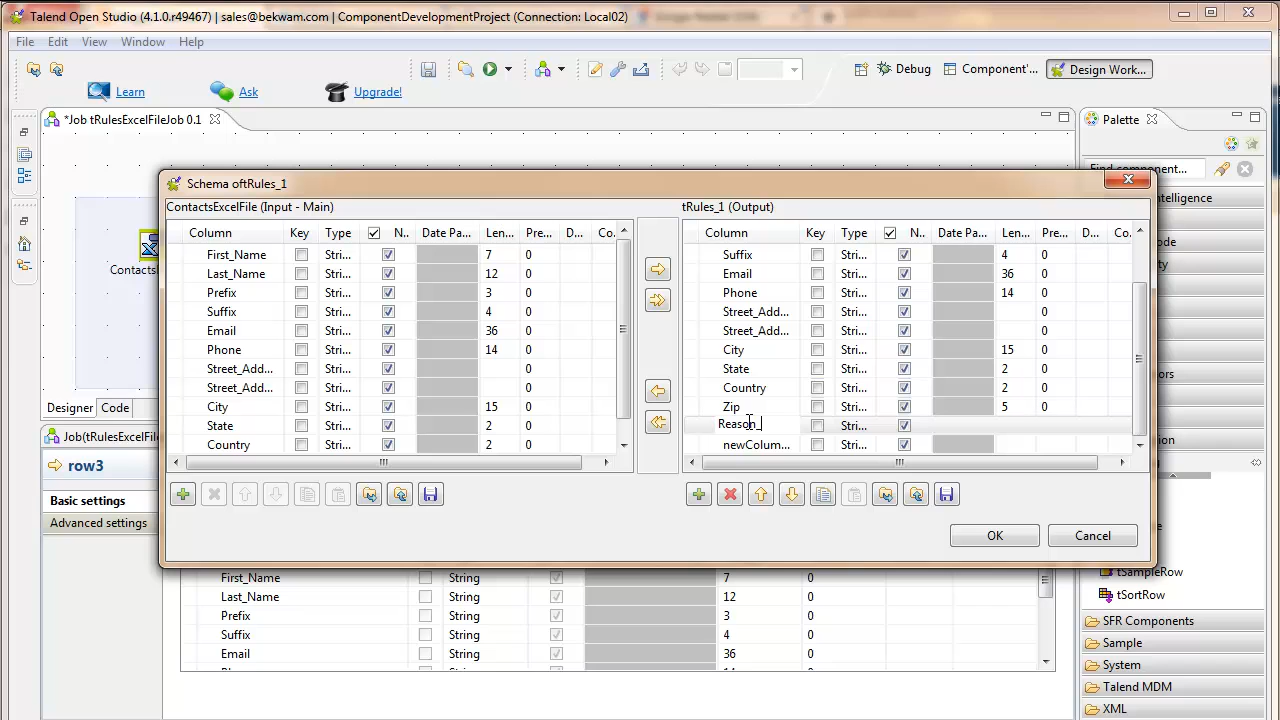 Talend Open Studio (4.1.0.r49467) | sales@bekwam.com | ComponentDevelopmentProject (Connection: Local02)
File Edit View Window Help
Debug Component'... Design Work...
Learn Ask Upgrade!
*Job tRulesExcelFileJob 0.1
Palette
Find component...
Schema oftRules_1
ContactsExcelFile (Input - Main) tRules_1 (Output)
Column Key Type N.. Date Pa... Len... Pre... D... Co..
Column Key Type N.. Date Pa... Len... Pre... D... Co...
First_Name Stri... 7 0 Suffix Stri... 4 0
Last_Name Stri... 12 0 Email Stri... 36 0
Prefix Stri... 3 0 Phone Stri... 14 0
Suffix Stri... 4 0 Street_Add... Stri... 0
Email Stri... 36 0 Street_Add... Stri... 0
Phone Stri... 14 0 City Stri... 15 0
Street_Add... Stri... 0 State Stri... 2 0
Street_Add... Stri... 0 Country Stri... 2 0
City Stri... 15 0 Zip Stri... 5 0
State Stri... 2 0 Reason_ Stri...
Country Stri... 2 0 newColum... Stri...
OK Cancel
Contacts
Designer Code
Job(tRulesExcelFile
row3
Basic settings
Advanced settings
First_Name String 7 0
Last_Name String 12 0
Prefix String 3 0
Suffix String 4 0
Email String 36 0
telligence
ode
ty
ors
on
e
tSampleRow
tSortRow
SFR Components
Sample
System
Talend MDM
XML